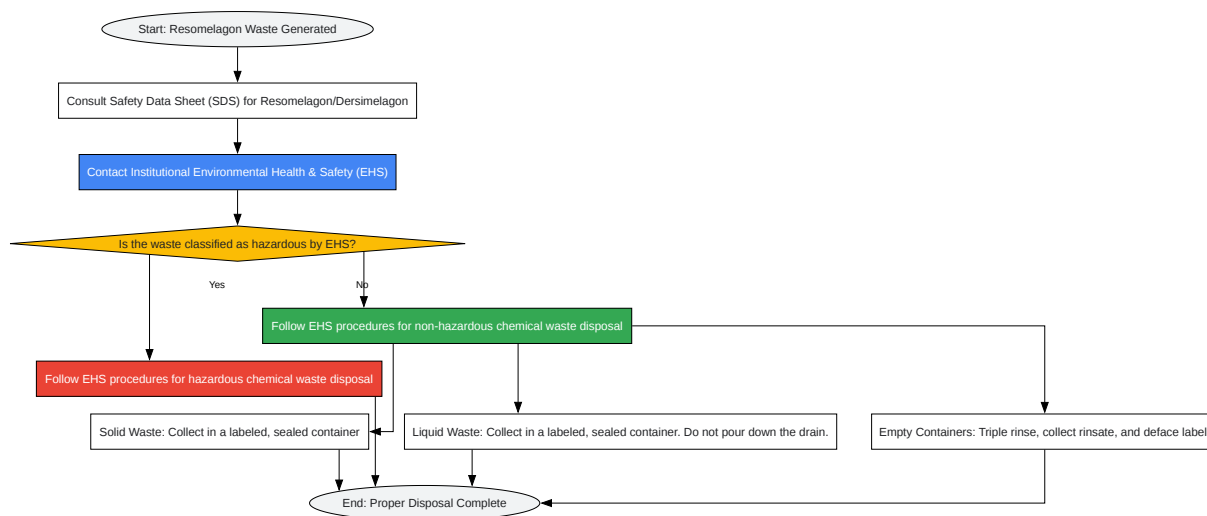 Start: Resomelagon Waste Generated
Consult Safety Data Sheet (SDS) for Resomelagon/Dersimelagon
Contact Institutional Environmental Health & Safety (EHS)
Is the waste classified as hazardous by EHS?
Yes
No
Follow EHS procedures for non-hazardous chemical waste disposal
Follow EHS procedures for hazardous chemical waste disposal
Solid Waste: Collect in a labeled, sealed container
Liquid Waste: Collect in a labeled, sealed container. Do not pour down the drain.
Empty Containers: Triple rinse, collect rinsate, and deface label
End: Proper Disposal Complete